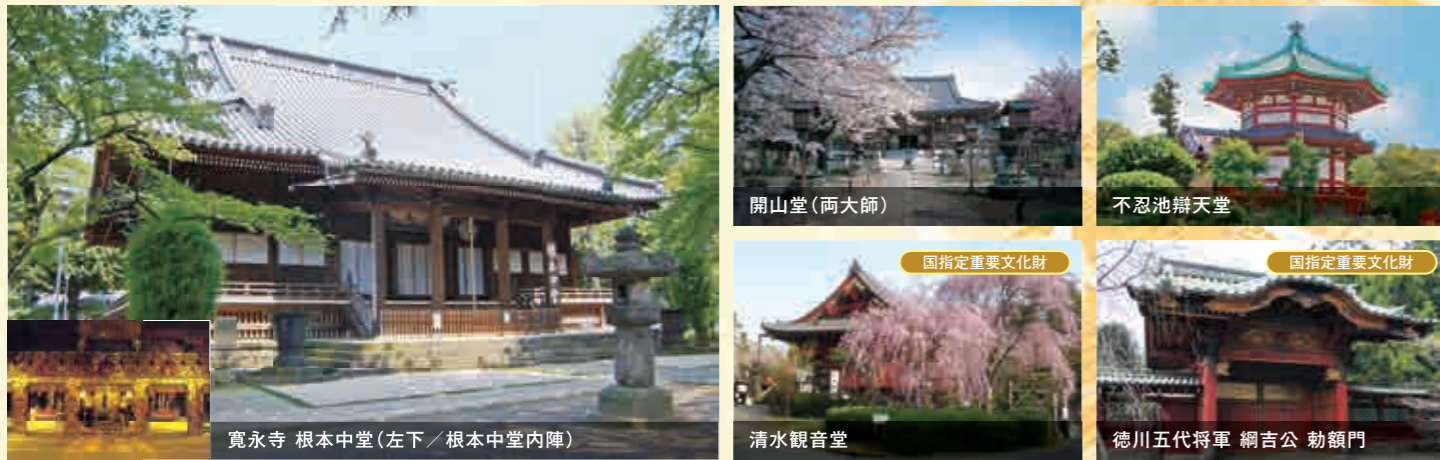 開山堂(両大師)
不忍池辯天堂
国指定重要文化財
国指定重要文化財
寛永寺 根本中堂(左下／根本中堂内陣)
清水観音堂
徳川五代将軍 綱吉公 勅額門